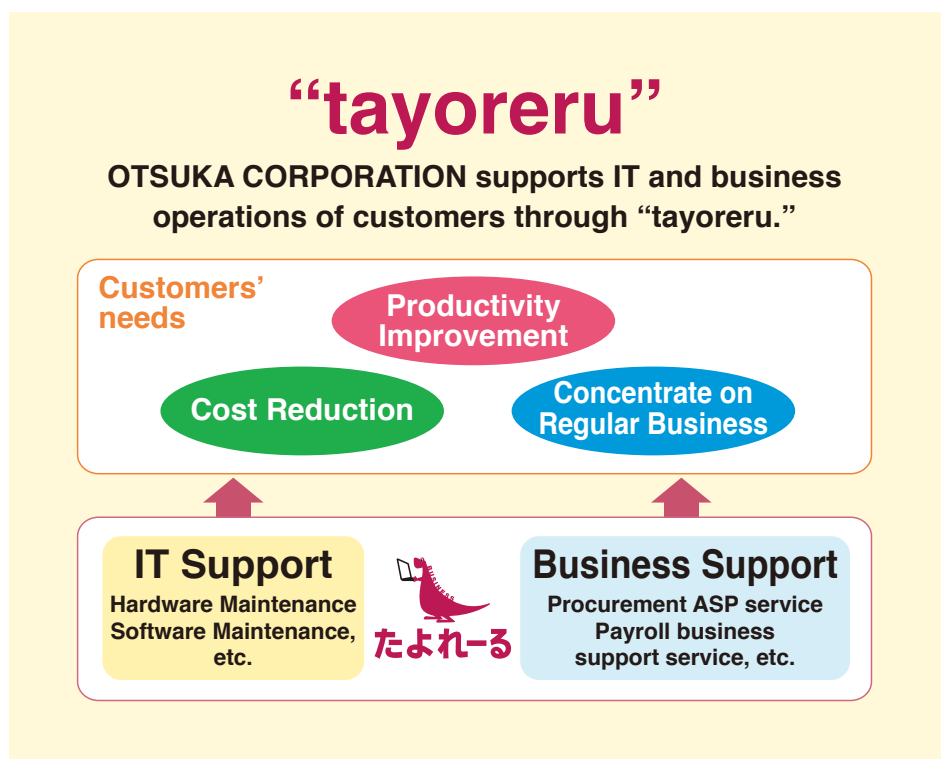 “tayoreru”
OTSUKA CORPORATION supports IT and business
operations of customers through “tayoreru.”
Customers’
needs
Productivity
Improvement
Cost Reduction
Concentrate on
Regular Business
IT Support
Hardware Maintenance
Software Maintenance,
etc.
BUSINESS
たよれーる
Business Support
Procurement ASP service
Payroll business
support service, etc.